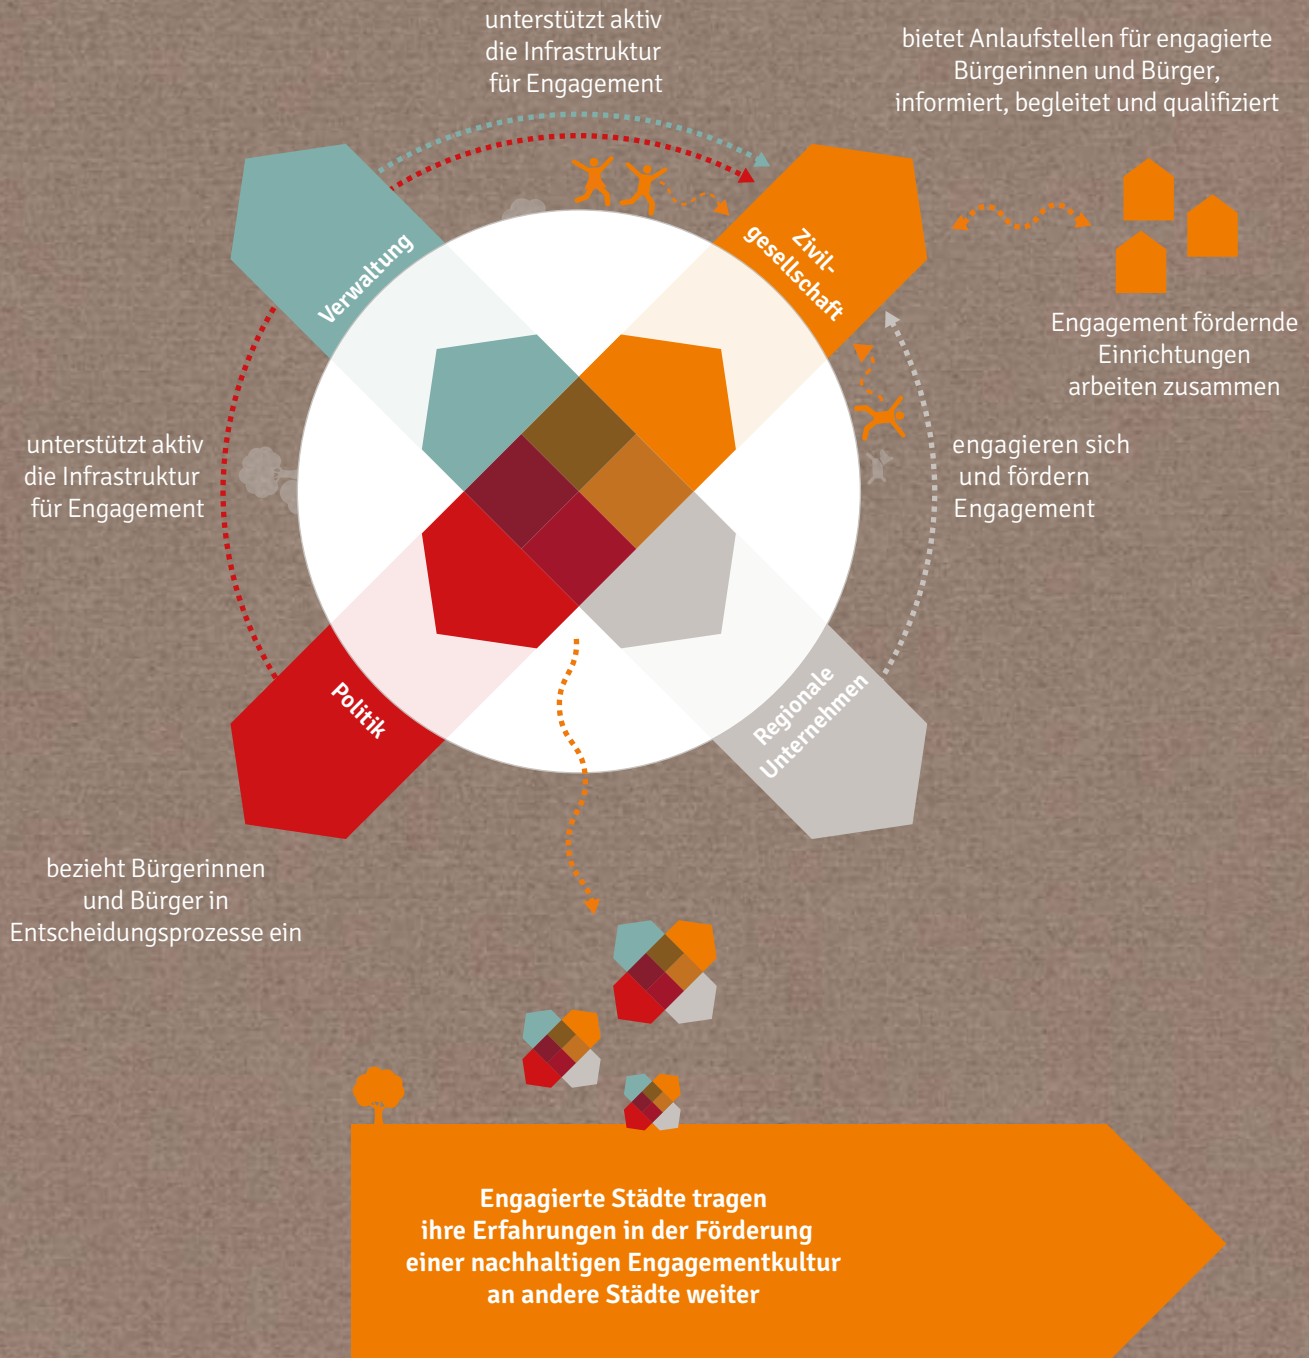 unterstützt aktiv
die Infrastruktur
für Engagement
bietet Anlaufstellen für engagierte
Bürgerinnen und Bürger,
informiert, begleitet und qualifiziert
Verwaltung
Zivil-
gesellschaft
Engagement fördernde
Einrichtungen
arbeiten zusammen
unterstützt aktiv
die Infrastruktur
für Engagement
engagieren sich
und fördern
Engagement
Politik
Regionale
Unternehmen
bezieht Bürgerinnen
und Bürger in
Entscheidungsprozesse ein
Engagierte Städte tragen
ihre Erfahrungen in der Förderung
einer nachhaltigen Engagementkultur
an andere Städte weiter